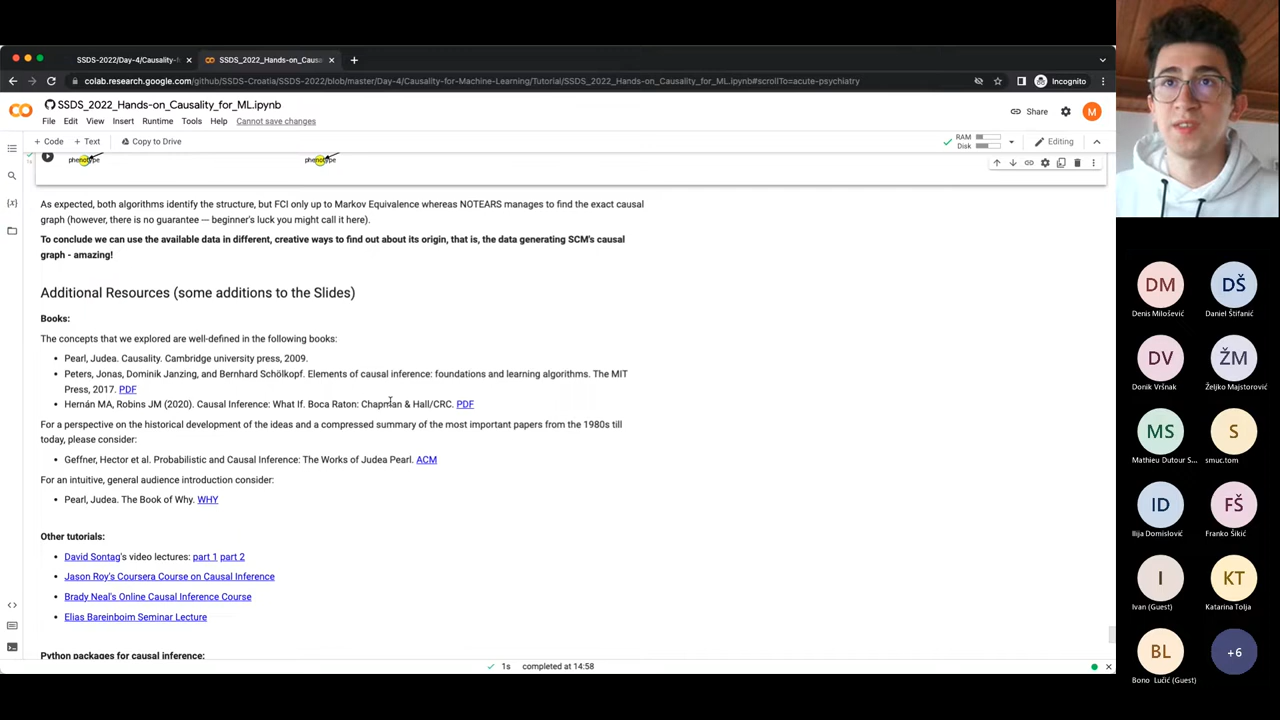 SSDS-2022/Day-4/Causality-f
SSDS_2022_Hands-on_Causa
colab.research.google.com/github/SSDS-Croatia/SSDS-2022/blob/master/Day-4/Causality-for-Machine-Learning/Tutorial/SSDS_2022_Hands-on_Causality_for_ML.ipynb#scrollTo=acute-psychiatry
Incognito
SSDS_2022_Hands-on_Causality_for_ML.ipynb
File Edit View Insert Runtime Tools Help Cannot save changes
Share
M
+ Code + Text Copy to Drive
RAM
Disk
Editing
phenotype phenotype
1s
As expected, both algorithms identify the structure, but FCI only up to Markov Equivalence whereas NOTEARS manages to find the exact causal
graph (however, there is no guarantee –- beginner's luck you might call it here).
To conclude we can use the available data in different, creative ways to find out about its origin, that is, the data generating SCM's causal
graph - amazing!
Additional Resources (some additions to the Slides)
Books:
The concepts that we explored are well-defined in the following books:
• Pearl, Judea. Causality. Cambridge university press, 2009.
• Peters, Jonas, Dominik Janzing, and Bernhard Schölkopf. Elements of causal inference: foundations and learning algorithms. The MIT
Press, 2017. PDF
• Hernán MA, Robins JM (2020). Causal Inference: What If. Boca Raton: Chapman & Hall/CRC. PDF
For a perspective on the historical development of the ideas and a compressed summary of the most important papers from the 1980s till
today, please consider:
• Geffner, Hector et al. Probabilistic and Causal Inference: The Works of Judea Pearl. ACM
For an intuitive, general audience introduction consider:
• Pearl, Judea. The Book of Why. WHY
Other tutorials:
• David Sontag's video lectures: part 1 part 2
• Jason Roy's Coursera Course on Causal Inference
• Brady Neal's Online Causal Inference Course
• Elias Bareinboim Seminar Lecture
Python packages for causal inference:
1s completed at 14:58
DM
Denis Milošević
DŠ
Daniel Štifanić
DV
Donik Vršnak
ŽM
Željko Majstorović
MS
Mathieu Dutour S...
S
smuc.tom
ID
Ilija Domislović
FŠ
Franko Šikić
I
Ivan (Guest)
KT
Katarina Tolja
BL
Bono Lučić (Guest)
+6